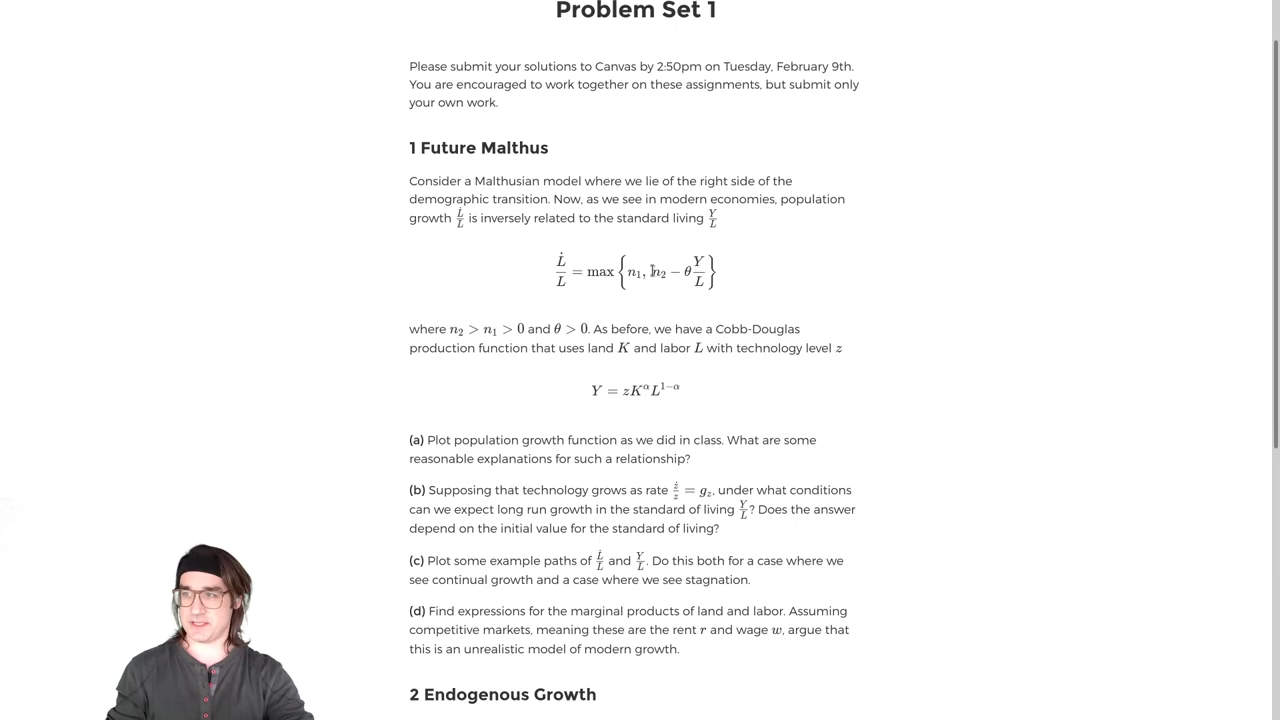 Problem Set 1
Please submit your solutions to Canvas by 2:50pm on Tuesday, February 9th.
You are encouraged to work together on these assignments, but submit only
your own work.
1 Future Malthus
Consider a Malthusian model where we lie of the right side of the
demographic transition. Now, as we see in modern economies, population
growth L̇/L is inversely related to the standard living Y/L
L̇/L = max { n₁, n₂ − θ Y/L }
where n₂ > n₁ > 0 and θ > 0. As before, we have a Cobb-Douglas
production function that uses land K and labor L with technology level z
Y = zK^αL^{1−α}
(a) Plot population growth function as we did in class. What are some
reasonable explanations for such a relationship?
(b) Supposing that technology grows as rate ż/z = g_z, under what conditions
can we expect long run growth in the standard of living Y/L? Does the answer
depend on the initial value for the standard of living?
(c) Plot some example paths of L̇/L and Y/L. Do this both for a case where we
see continual growth and a case where we see stagnation.
(d) Find expressions for the marginal products of land and labor. Assuming
competitive markets, meaning these are the rent r and wage w, argue that
this is an unrealistic model of modern growth.
2 Endogenous Growth